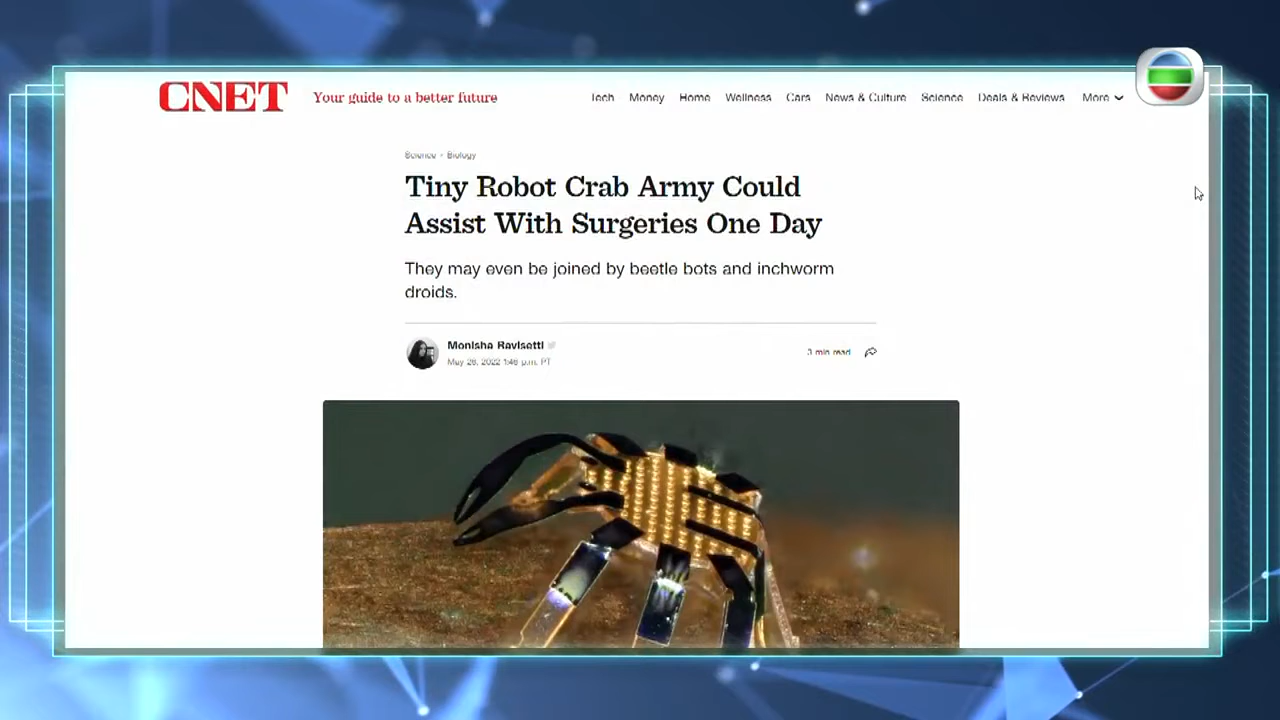 CNET
Your guide to a better future
Tech Money Home Wellness Cars News & Culture Science Deals & Reviews More
Science › Biology
Tiny Robot Crab Army Could
Assist With Surgeries One Day
They may even be joined by beetle bots and inchworm
droids.
Monisha Ravisetti
May 26, 2022 1:46 p.m. PT
3 min read